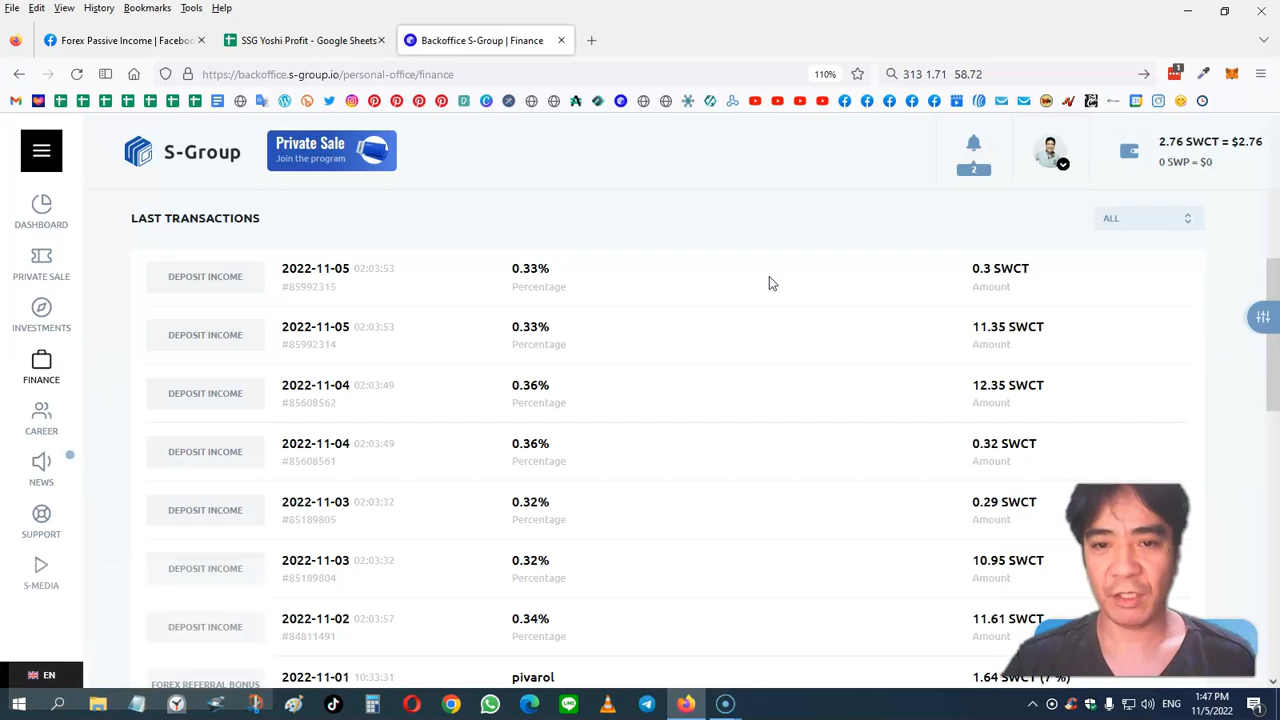 File Edit View History Bookmarks Tools Help
Forex Passive Income | Faceboo
SSG Yoshi Profit - Google Sheets
Backoffice S-Group | Finance
https://backoffice.s-group.io/personal-office/finance
110%
313 1.71 58.72
1
S-Group
Private Sale
Join the program
2
2.76 SWCT = $2.76
0 SWP = $0
DASHBOARD
PRIVATE SALE
INVESTMENTS
FINANCE
CAREER
NEWS
SUPPORT
S-MEDIA
EN
LAST TRANSACTIONS
ALL
DEPOSIT INCOME 2022-11-05 02:03:53 0.33% 0.3 SWCT
#85992315 Percentage Amount
DEPOSIT INCOME 2022-11-05 02:03:53 0.33% 11.35 SWCT
#85992314 Percentage Amount
DEPOSIT INCOME 2022-11-04 02:03:49 0.36% 12.35 SWCT
#85608562 Percentage Amount
DEPOSIT INCOME 2022-11-04 02:03:49 0.36% 0.32 SWCT
#85608561 Percentage Amount
DEPOSIT INCOME 2022-11-03 02:03:32 0.32% 0.29 SWCT
#85189805 Percentage Amount
DEPOSIT INCOME 2022-11-03 02:03:32 0.32% 10.95 SWCT
#85189804 Percentage Amount
DEPOSIT INCOME 2022-11-02 02:03:57 0.34% 11.61 SWCT
#84811491 Percentage Amount
FOREX REFERRAL BONUS 2022-11-01 10:33:31 pivarol 1.64 SWCT (7 %)
ENG
1:47 PM
11/5/2022